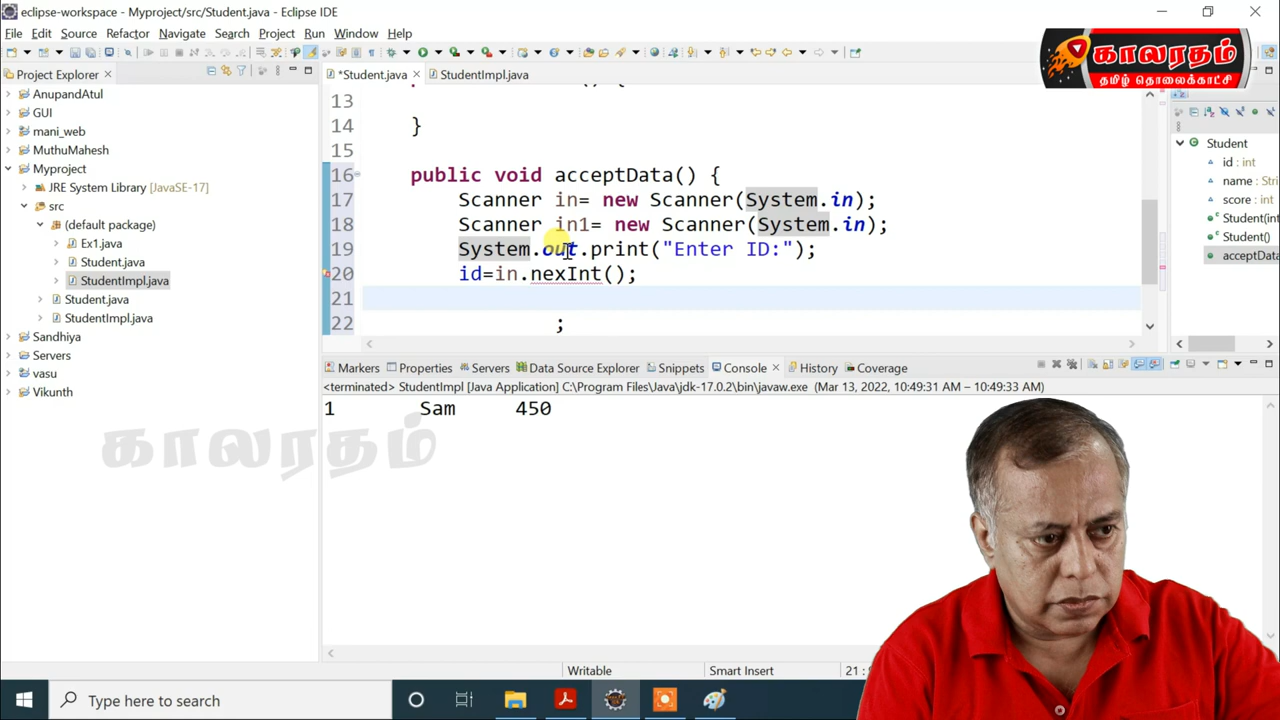 eclipse-workspace - Myproject/src/Student.java - Eclipse IDE
File Edit Source Refactor Navigate Search Project Run Window Help
காலரதம்
தமிழ் தொலைக்காட்சி
Project Explorer
*Student.java StudentImpl.java
AnupandAtul
GUI
mani_web
MuthuMahesh
Myproject
JRE System Library [JavaSE-17]
src
(default package)
Ex1.java
Student.java
StudentImpl.java
Student.java
StudentImpl.java
Sandhiya
Servers
vasu
Vikunth
13
14 }
15
16 public void acceptData() {
17 Scanner in= new Scanner(System.in);
18 Scanner in1= new Scanner(System.in);
19 System.out.print("Enter ID:");
20 id=in.nexInt();
21
22 ;
Student
id : int
name : Strin
score : int
Student(int
Student()
acceptData
Markers Properties Servers Data Source Explorer Snippets Console History Coverage
<terminated> StudentImpl [Java Application] C:\Program Files\Java\jdk-17.0.2\bin\javaw.exe (Mar 13, 2022, 10:49:31 AM – 10:49:33 AM)
1 Sam 450
காலரதம்
Writable Smart Insert
Type here to search